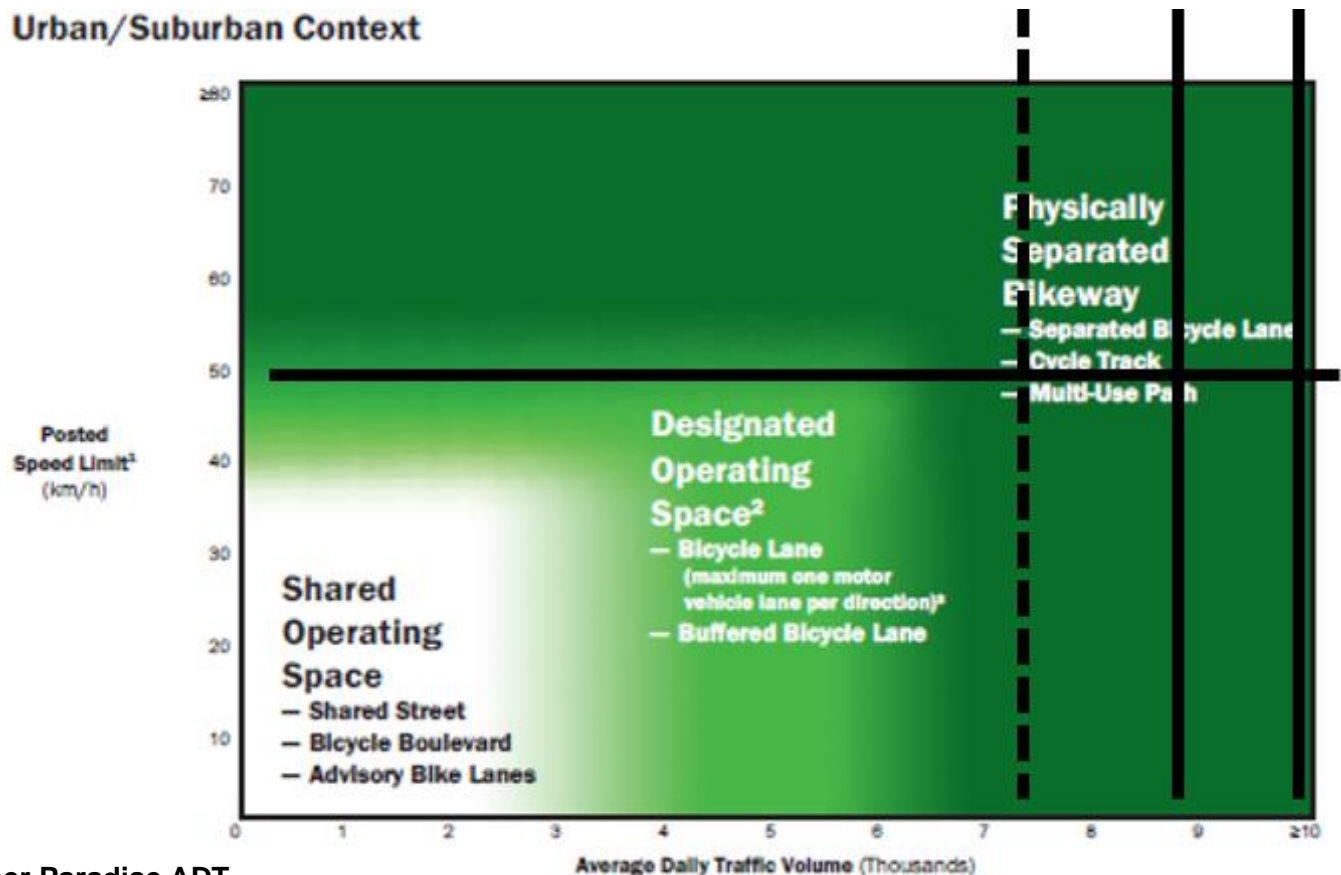 Urban/Suburban Context
≥80
70
60
50
40
30
20
10
Posted
Speed Limit¹
(km/h)
Physically
Separated
Bikeway
— Separated Bicycle Lane
— Cycle Track
— Multi-Use Path
Designated
Operating
Space²
— Bicycle Lane
(maximum one motor
vehicle lane per direction)³
— Buffered Bicycle Lane
Shared
Operating
Space
— Shared Street
— Bicycle Boulevard
— Advisory Bike Lanes
0 1 2 3 4 5 6 7 8 9 ≥10
Average Daily Traffic Volume (Thousands)
Paradise ADT